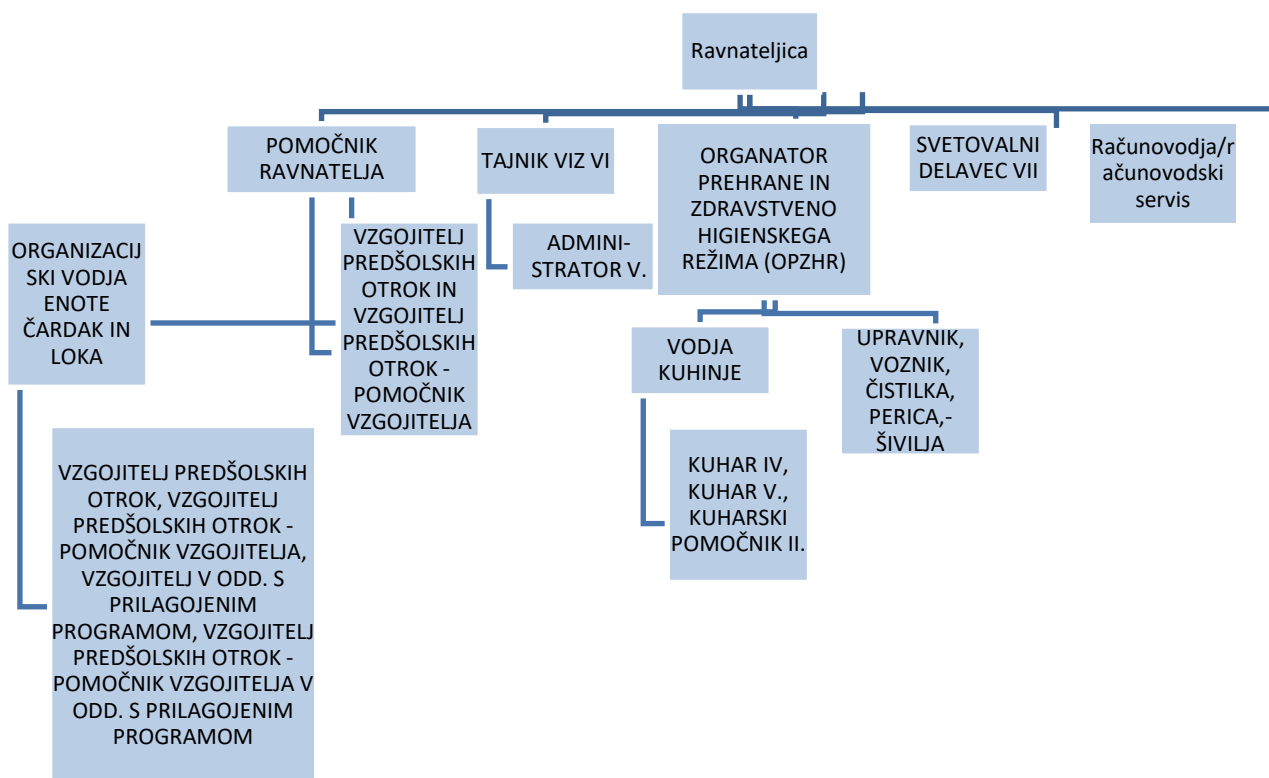 Ravnateljica
POMOČNIK
RAVNATELJA
TAJNIK VIZ VI
ORGANATOR
PREHRANE IN
ZDRAVSTVENO
HIGIENSKEGA
REŽIMA (OPZHR)
SVETOVALNI
DELAVEC VII
Računovodja/r
ačunovodski
servis
ORGANIZACIJ
SKI VODJA
ENOTE
ČARDAK IN
LOKA
VZGOJITELJ
PREDŠOLSKIH
OTROK IN
VZGOJITELJ
PREDŠOLSKIH
OTROK -
POMOČNIK
VZGOJITELJA
ADMINI-
STRATOR V.
VODJA
KUHINJE
UPRAVNIK,
VOZNIK,
ČISTILKA,
PERICA,-
ŠIVILJA
VZGOJITELJ PREDŠOLSKIH
OTROK, VZGOJITELJ
PREDŠOLSKIH OTROK -
POMOČNIK VZGOJITELJA,
VZGOJITELJ V ODD. S
PRILAGOJENIM
PROGRAMOM, VZGOJITELJ
PREDŠOLSKIH OTROK -
POMOČNIK VZGOJITELJA V
ODD. S PRILAGOJENIM
PROGRAMOM
KUHAR IV,
KUHAR V.,
KUHARSKI
POMOČNIK II.